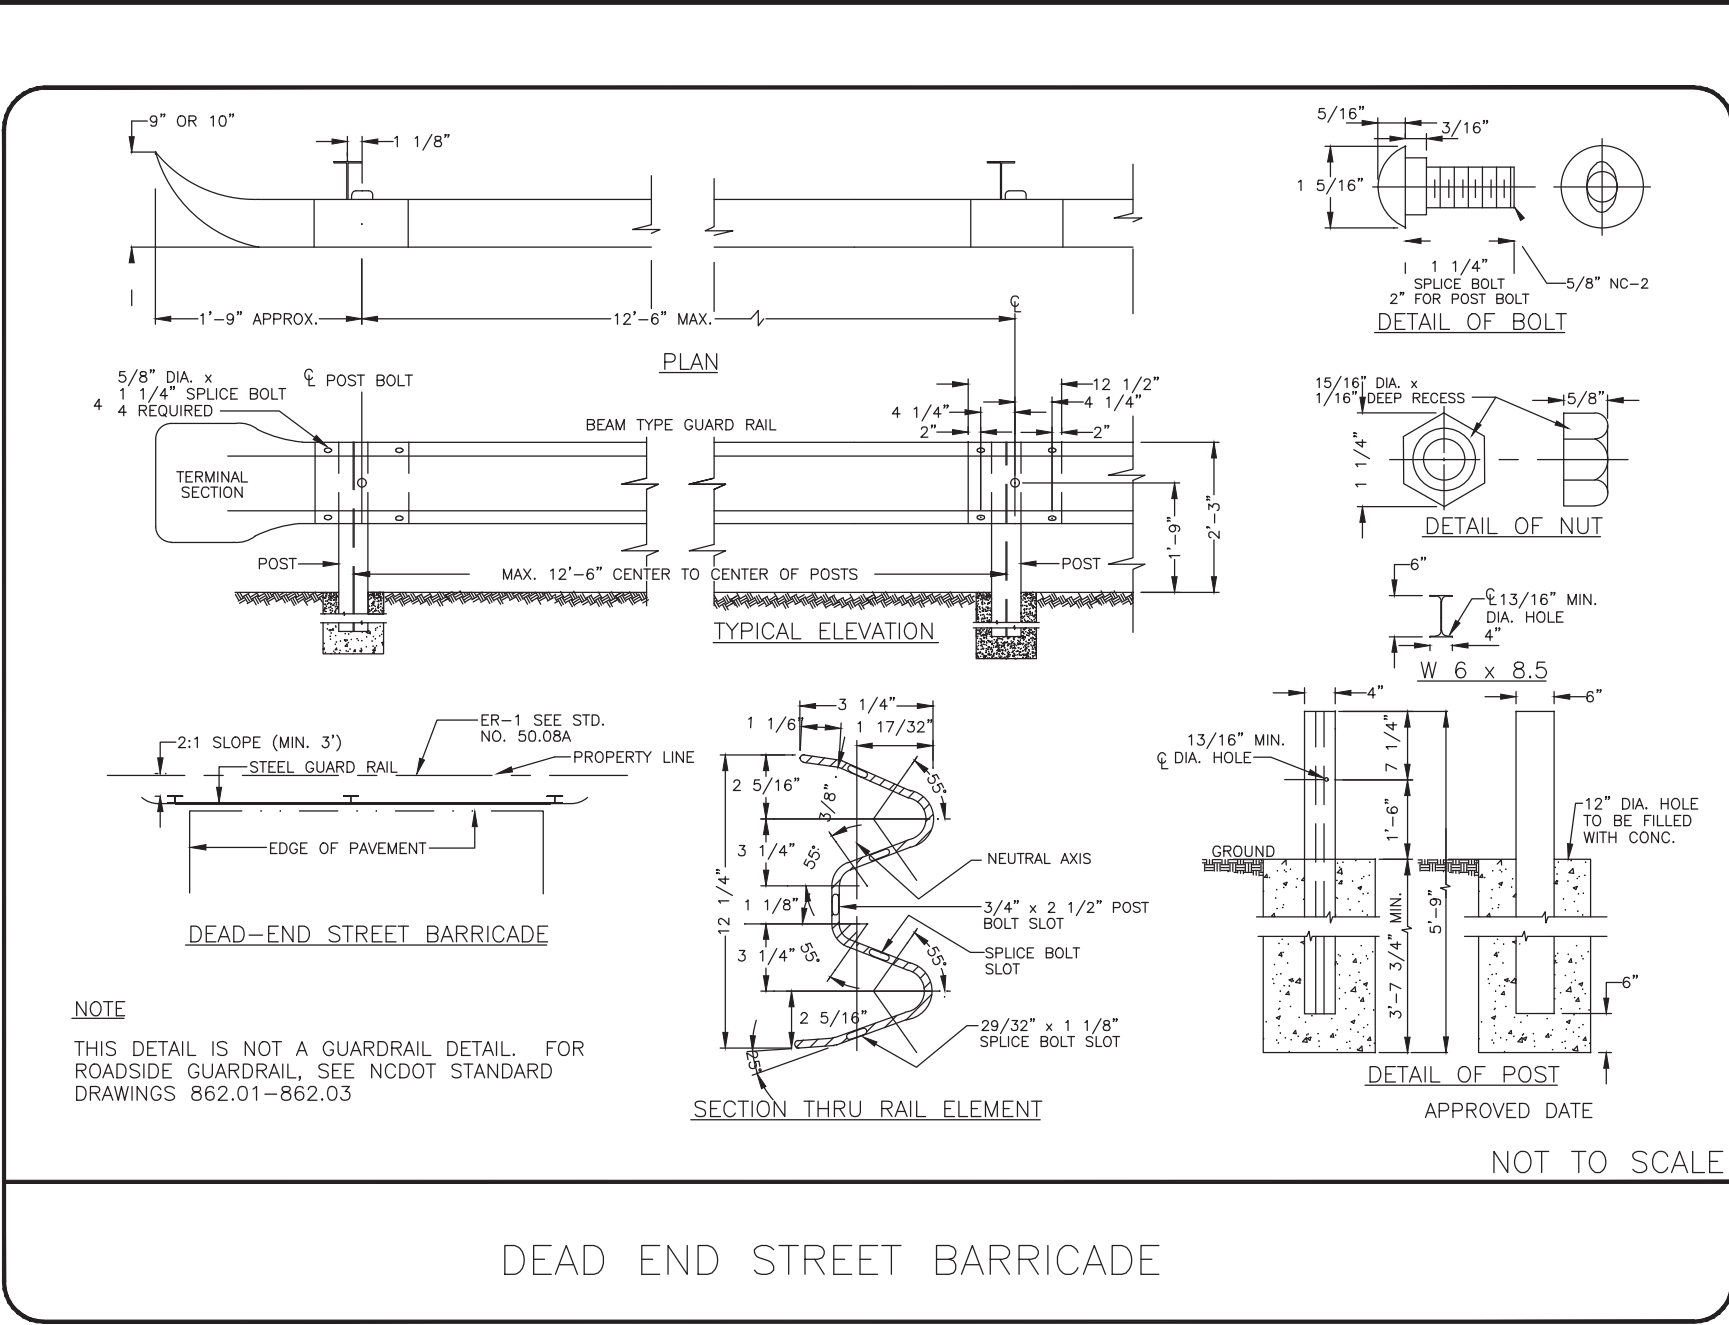 9" OR 10"
1 1/8"
1'-9" APPROX.
12'-6" MAX.
℄
PLAN
5/16"
3/16"
1 5/16"
1 1/4"
SPLICE BOLT
2" FOR POST BOLT
5/8" NC-2
DETAIL OF BOLT
5/8" DIA. x
1 1/4" SPLICE BOLT
4 4 REQUIRED
℄ POST BOLT
BEAM TYPE GUARD RAIL
12 1/2"
4 1/4"
4 1/4"
2"
2"
TERMINAL
SECTION
POST
MAX. 12'-6" CENTER TO CENTER OF POSTS
POST
1'-9"
2'-3"
TYPICAL ELEVATION
15/16" DIA. x
1/16" DEEP RECESS
5/8"
1 1/4"
DETAIL OF NUT
6"
℄ 13/16" MIN.
DIA. HOLE
4"
W 6 x 8.5
2:1 SLOPE (MIN. 3')
STEEL GUARD RAIL
ER-1 SEE STD.
NO. 50.08A
PROPERTY LINE
EDGE OF PAVEMENT
DEAD-END STREET BARRICADE
3 1/4"
1 1/6"
1 17/32"
2 5/16"
3/8"
55°
3 1/4"
55°
12 1/4"
1 1/8"
3 1/4"
55°
55°
2 5/16"
25°
NEUTRAL AXIS
3/4" x 2 1/2" POST
BOLT SLOT
SPLICE BOLT
SLOT
29/32" x 1 1/8"
SPLICE BOLT SLOT
SECTION THRU RAIL ELEMENT
4"
6"
13/16" MIN.
℄ DIA. HOLE
7 1/4"
1'-6"
GROUND
3'-7 3/4" MIN.
5'-9"
12" DIA. HOLE
TO BE FILLED
WITH CONC.
6"
DETAIL OF POST
APPROVED DATE
NOTE
THIS DETAIL IS NOT A GUARDRAIL DETAIL. FOR
ROADSIDE GUARDRAIL, SEE NCDOT STANDARD
DRAWINGS 862.01-862.03
NOT TO SCALE
DEAD END STREET BARRICADE